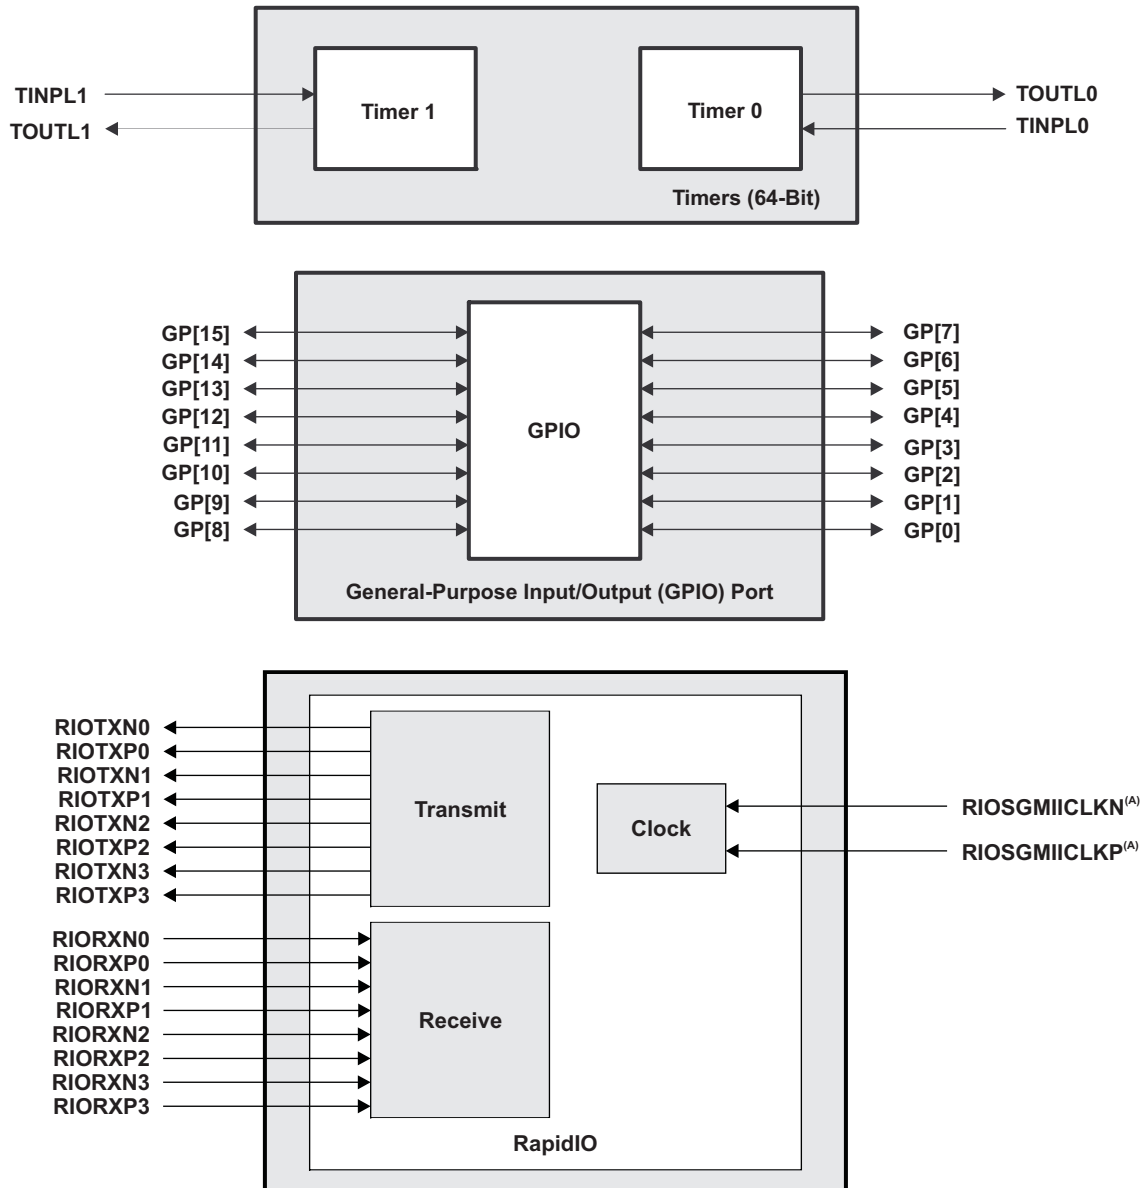 TINPL1
TOUTL1
Timer 1
Timer 0
TOUTL0
TINPL0
Timers (64-Bit)
GP[15]
GP[14]
GP[13]
GP[12]
GP[11]
GP[10]
GP[9]
GP[8]
GPIO
GP[7]
GP[6]
GP[5]
GP[4]
GP[3]
GP[2]
GP[1]
GP[0]
General-Purpose Input/Output (GPIO) Port
RIOTXN0
RIOTXP0
RIOTXN1
RIOTXP1
RIOTXN2
RIOTXP2
RIOTXN3
RIOTXP3
Transmit
Clock
RIOSGMIICLKN(A)
RIOSGMIICLKP(A)
RIORXN0
RIORXP0
RIORXN1
RIORXP1
RIORXN2
RIORXP2
RIORXN3
RIORXP3
Receive
RapidIO